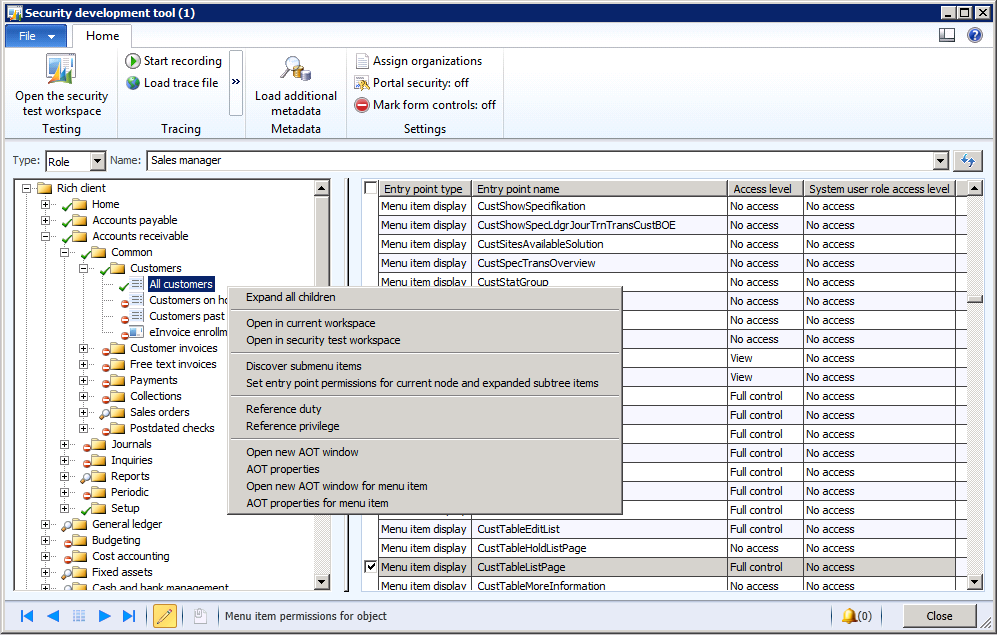 Security development tool (1)
File
Home
Open the security
test workspace
Testing
Start recording
Load trace file
»
Tracing
Load additional
metadata
Metadata
Assign organizations
Portal security: off
Mark form controls: off
Settings
Type:
Role
Name:
Sales manager
Rich client
Home
Accounts payable
Accounts receivable
Common
Customers
All customers
Customers on ho
Customers past
eInvoice enrollm
Customer invoices
Free text invoices
Payments
Collections
Sales orders
Postdated checks
Journals
Inquiries
Reports
Periodic
Setup
General ledger
Budgeting
Cost accounting
Fixed assets
Cash and bank management
Expand all children
Open in current workspace
Open in security test workspace
Discover submenu items
Set entry point permissions for current node and expanded subtree items
Reference duty
Reference privilege
Open new AOT window
AOT properties
Open new AOT window for menu item
AOT properties for menu item
Entry point type Entry point name Access level System user role access level
Menu item display CustShowSpecifikation No access No access
Menu item display CustShowSpecLdgrJourTrnTransCustBOE No access No access
Menu item display CustSitesAvailableSolution No access No access
Menu item display CustSpecTransOverview No access No access
Menu item display CustStatGroup No access No access
No access No access
No access No access
No access No access
View No access
View No access
Full control No access
Full control No access
Full control No access
Full control No access
Full control No access
Full control No access
Full control No access
Menu item display CustTableEditList Full control No access
Menu item display CustTableHoldListPage No access No access
Menu item display CustTableListPage Full control No access
Menu item display CustTableMoreInformation No access No access
Menu item permissions for object
(0)
Close